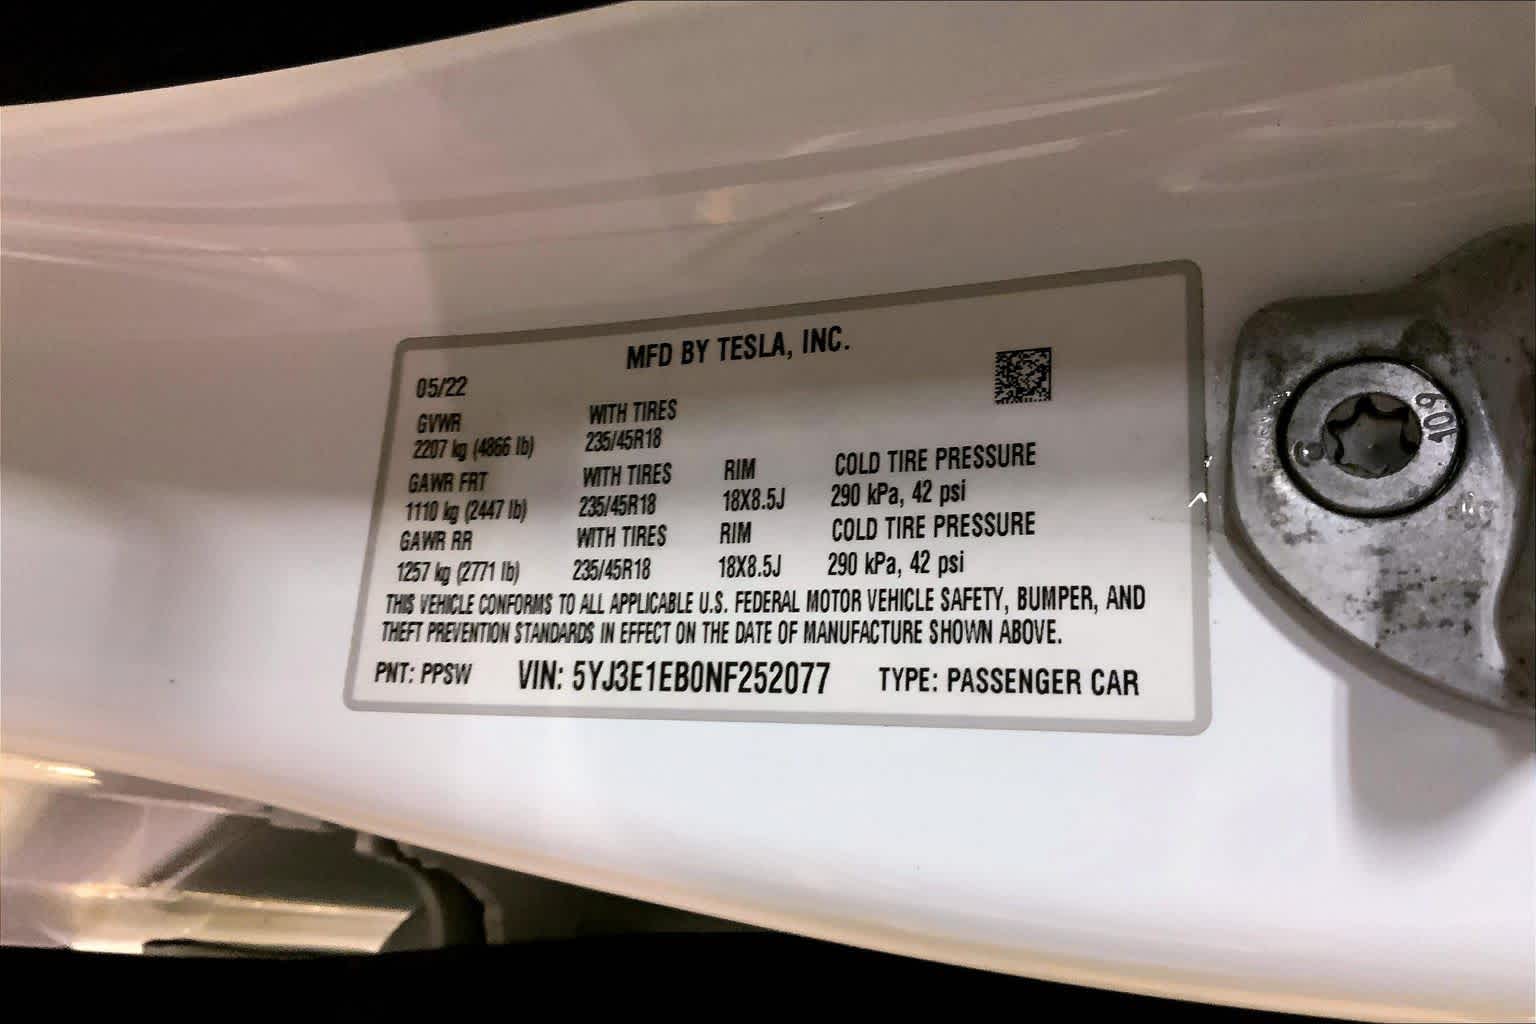 MFD BY TESLA, INC.
05/22
GVWR WITH TIRES
2207 kg (4866 lb) 235/45R18
GAWR FRT WITH TIRES RIM COLD TIRE PRESSURE
1110 kg (2447 lb) 235/45R18 18X8.5J 290 kPa, 42 psi
GAWR RR WITH TIRES RIM COLD TIRE PRESSURE
1257 kg (2771 lb) 235/45R18 18X8.5J 290 kPa, 42 psi
THIS VEHICLE CONFORMS TO ALL APPLICABLE U.S. FEDERAL MOTOR VEHICLE SAFETY, BUMPER, AND
THEFT PREVENTION STANDARDS IN EFFECT ON THE DATE OF MANUFACTURE SHOWN ABOVE.
PNT: PPSW VIN: 5YJ3E1EB0NF252077 TYPE: PASSENGER CAR
10.9